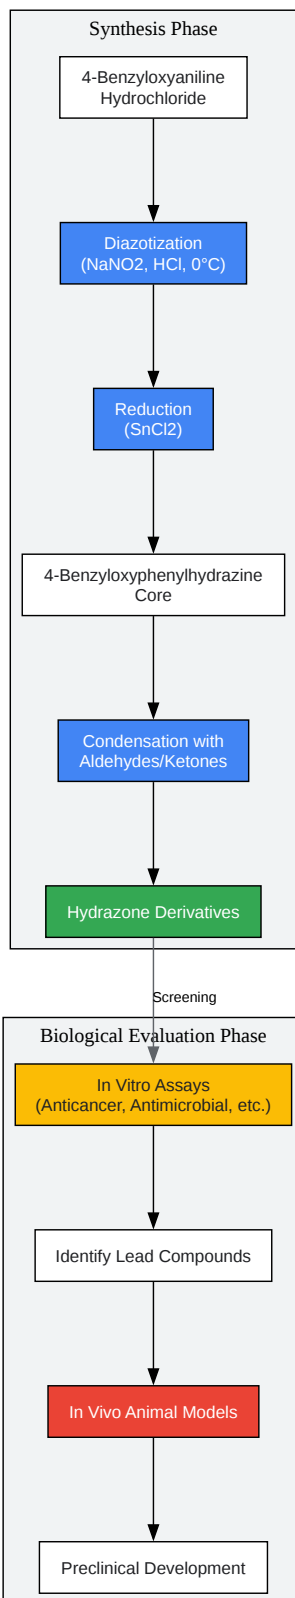 Synthesis Phase
4-Benzyloxyaniline
Hydrochloride
Diazotization
(NaNO2, HCl, 0°C)
Reduction
(SnCl2)
4-Benzyloxyphenylhydrazine
Core
Condensation with
Aldehydes/Ketones
Hydrazone Derivatives
Screening
Biological Evaluation Phase
In Vitro Assays
(Anticancer, Antimicrobial, etc.)
Identify Lead Compounds
In Vivo Animal Models
Preclinical Development